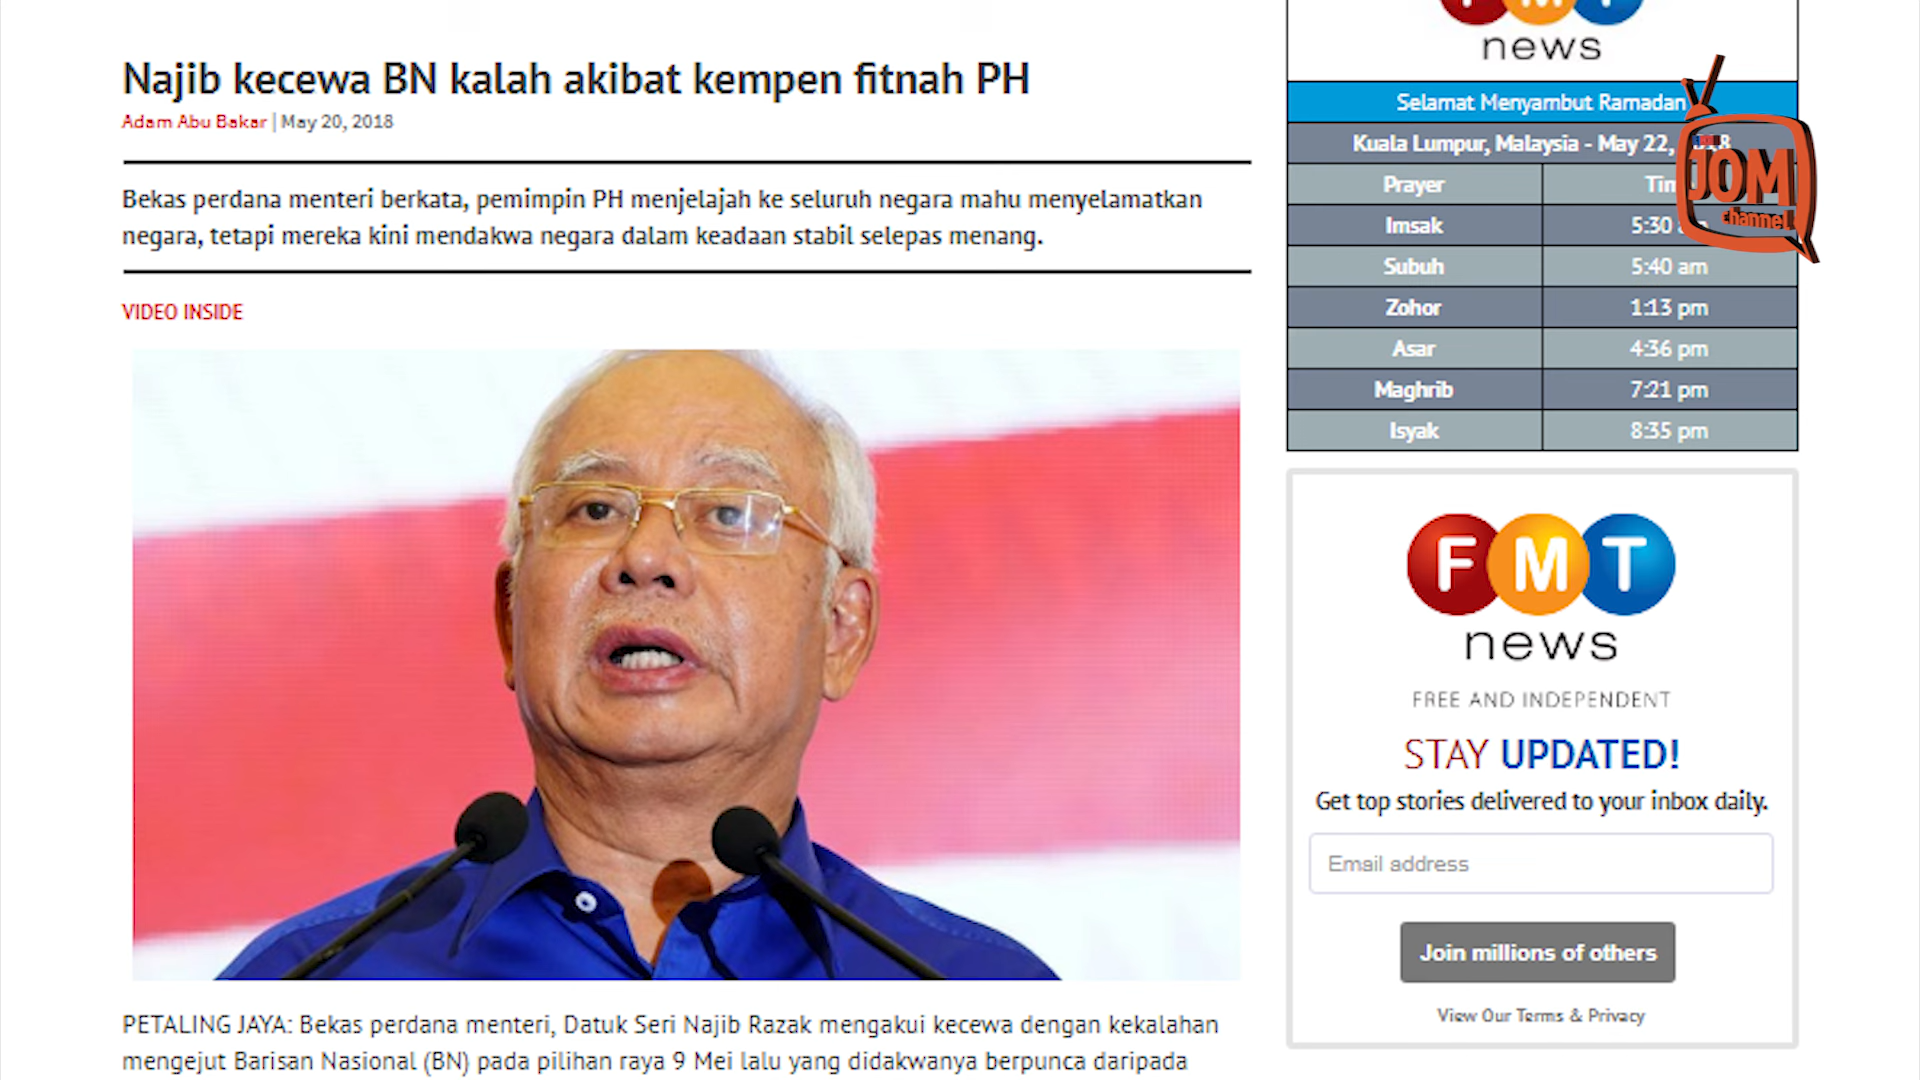 Najib kecewa BN kalah akibat kempen fitnah PH
Adam Abu Bakar | May 20, 2018
Bekas perdana menteri berkata, pemimpin PH menjelajah ke seluruh negara mahu menyelamatkan
negara, tetapi mereka kini mendakwa negara dalam keadaan stabil selepas menang.
VIDEO INSIDE
PETALING JAYA: Bekas perdana menteri, Datuk Seri Najib Razak mengakui kecewa dengan kekalahan
mengejut Barisan Nasional (BN) pada pilihan raya 9 Mei lalu yang didakwanya berpunca daripada
news
Selamat Menyambut Ramadan
Kuala Lumpur, Malaysia - May 22,
Prayer
Imsak 5:30
Subuh 5:40 am
Zohor 1:13 pm
Asar 4:36 pm
Maghrib 7:21 pm
Isyak 8:35 pm
JOM
channel
FMT
news
FREE AND INDEPENDENT
STAY UPDATED!
Get top stories delivered to your inbox daily.
Email address
Join millions of others
View Our Terms & Privacy